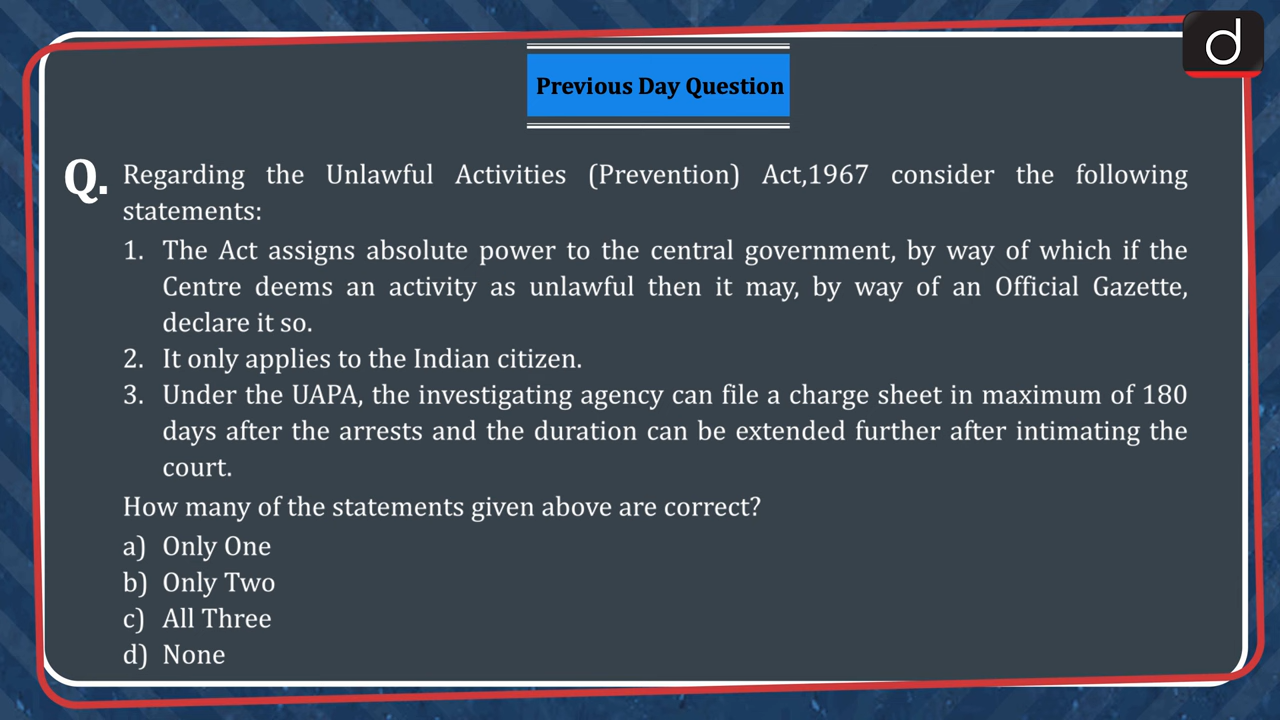 d
Previous Day Question
Q. Regarding the Unlawful Activities (Prevention) Act,1967 consider the following
statements:
1. The Act assigns absolute power to the central government, by way of which if the
Centre deems an activity as unlawful then it may, by way of an Official Gazette,
declare it so.
2. It only applies to the Indian citizen.
3. Under the UAPA, the investigating agency can file a charge sheet in maximum of 180
days after the arrests and the duration can be extended further after intimating the
court.
How many of the statements given above are correct?
a) Only One
b) Only Two
c) All Three
d) None